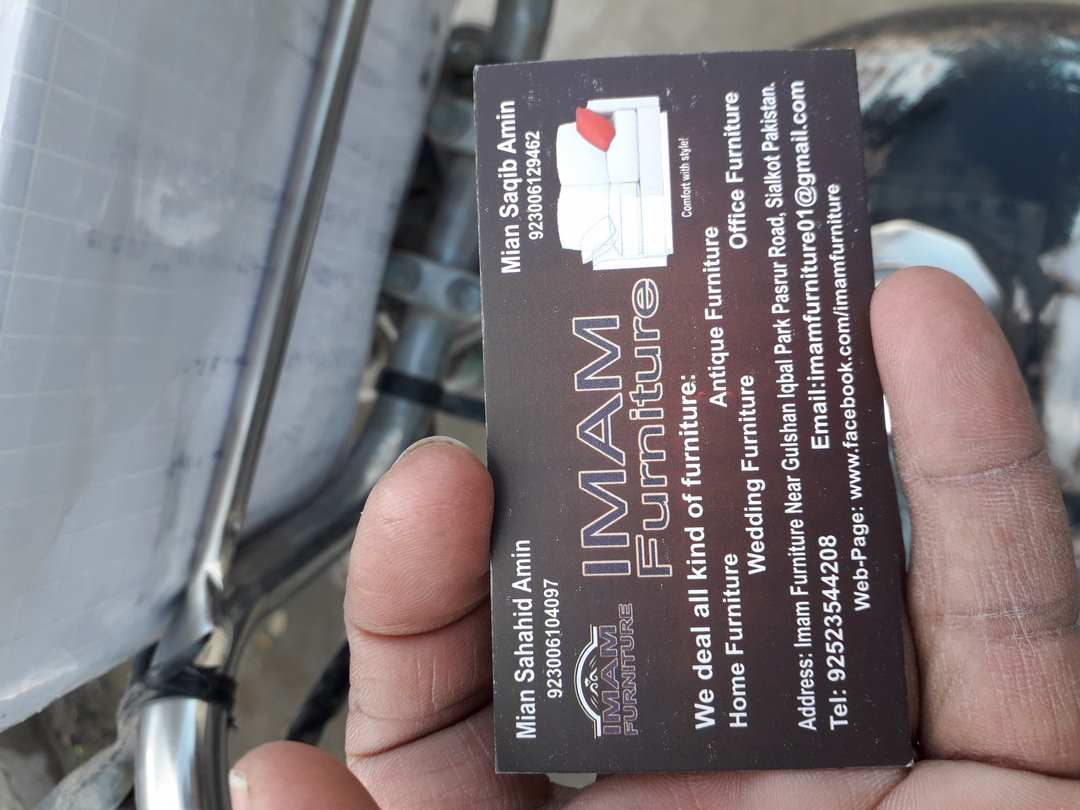 Mian Sahahid Amin
923006104097
Mian Saqib Amin
923006129462
IMAM
FURNITURE
IMAM
Furniture
Comfort with style!
We deal all kind of furniture:
Home Furniture
Antique Furniture
Wedding Furniture
Office Furniture
Address: Imam Furniture Near Gulshan Iqbal Park Pasrur Road, Sialkot Pakistan.
Tel: 92523544208
Email:imamfurniture01@gmail.com
Web-Page: www.facebook.com/imamfurniture